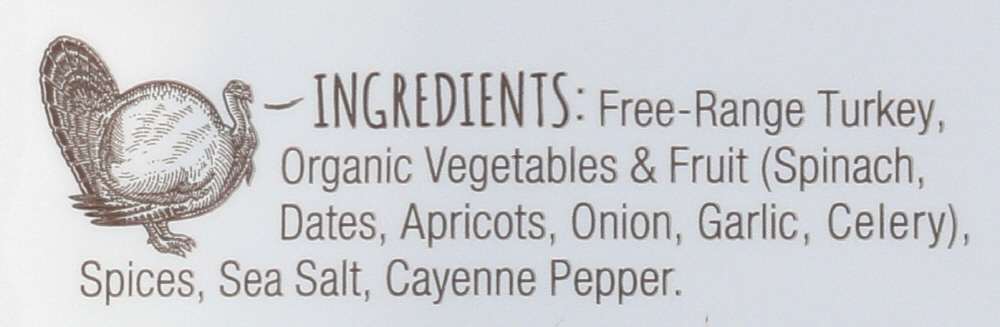 INGREDIENTS: Free-Range Turkey,
Organic Vegetables & Fruit (Spinach,
Dates, Apricots, Onion, Garlic, Celery),
Spices, Sea Salt, Cayenne Pepper.